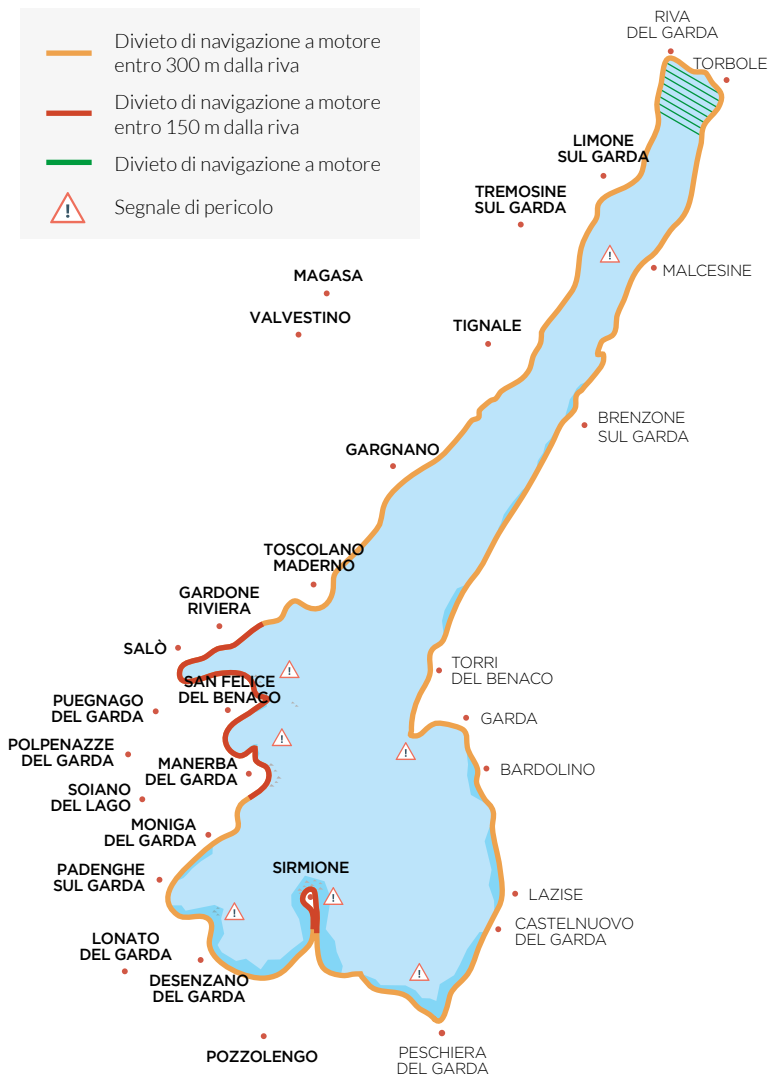 Divieto di navigazione a motore
entro 300 m dalla riva
Divieto di navigazione a motore
entro 150 m dalla riva
Divieto di navigazione a motore
! Segnale di pericolo
RIVA
DEL GARDA
TORBOLE
LIMONE
SUL GARDA
TREMOSINE
SUL GARDA
!
MALCESINE
MAGASA
VALVESTINO
TIGNALE
BRENZONE
SUL GARDA
GARGNANO
TOSCOLANO
MADERNO
GARDONE
RIVIERA
SALÒ
!
TORRI
DEL BENACO
SAN FELICE
DEL BENACO
PUEGNAGO
DEL GARDA
GARDA
!
!
POLPENAZZE
DEL GARDA
MANERBA
DEL GARDA
BARDOLINO
SOIANO
DEL LAGO
MONIGA
DEL GARDA
PADENGHE
SUL GARDA
SIRMIONE
!
LAZISE
!
CASTELNUOVO
DEL GARDA
LONATO
DEL GARDA
DESENZANO
DEL GARDA
!
POZZOLENGO
PESCHIERA
DEL GARDA